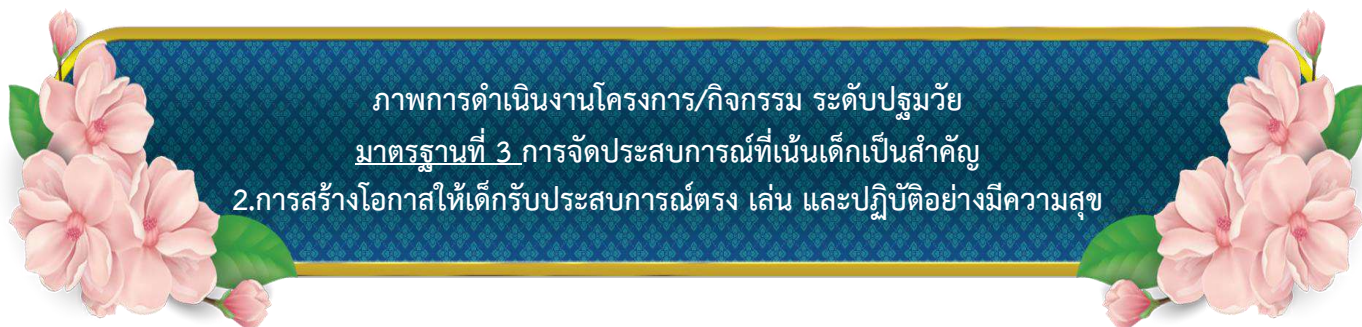 ภาพการดำเนินงานโครงการ/กิจกรรม ระดับปฐมวัย
มาตรฐานที่ 3 การจัดประสบการณ์ที่เน้นเด็กเป็นสำคัญ
2.การสร้างโอกาสให้เด็กรับประสบการณ์ตรง เล่น และปฏิบัติอย่างมีความสุข